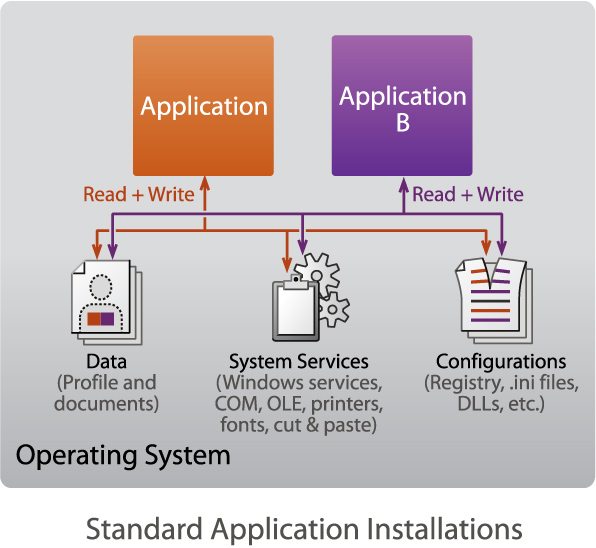 Application
Application
B
Read + Write
Read + Write
Data
(Profile and
documents)
System Services
(Windows services,
COM, OLE, printers,
fonts, cut & paste)
Configurations
(Registry, .ini files,
DLLs, etc.)
Operating System
Standard Application Installations